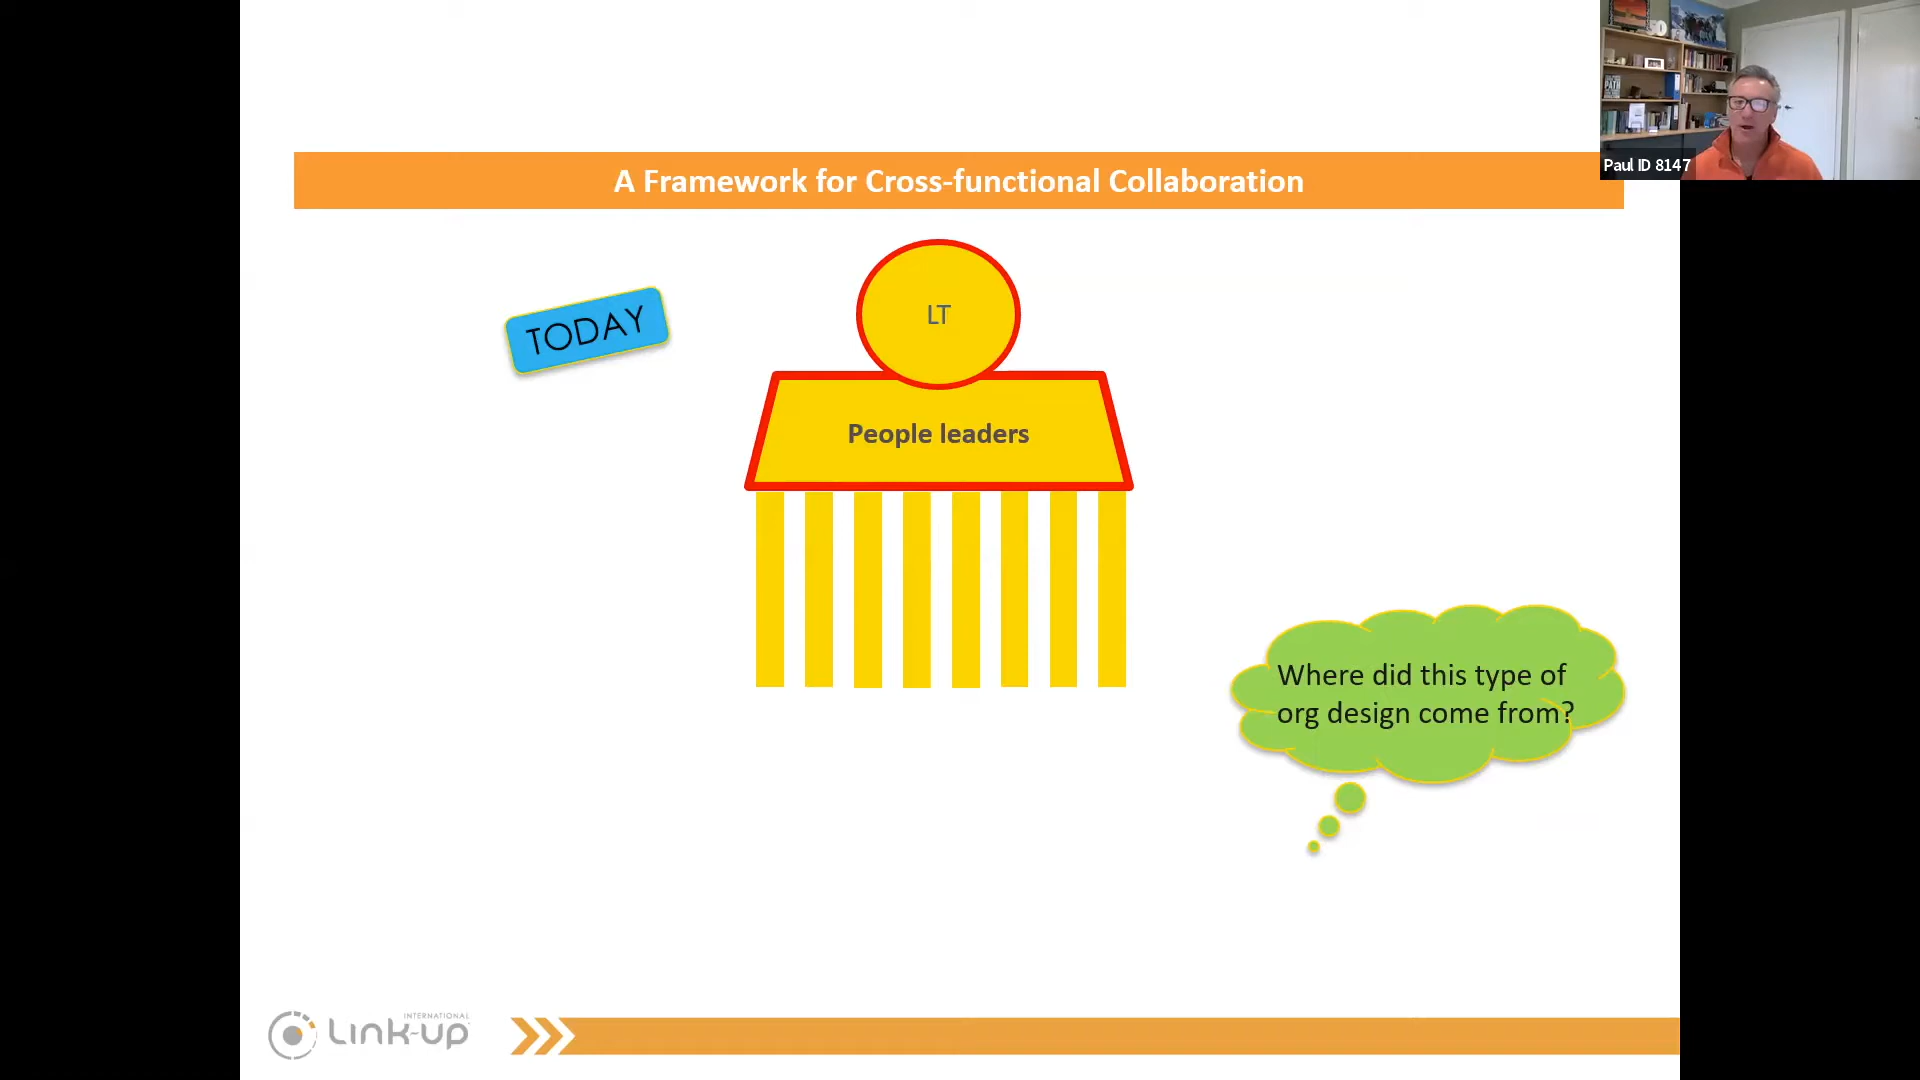 Paul ID 8147
A Framework for Cross-functional Collaboration
LT
TODAY
People leaders
Where did this type of
org design come from?
INTERNATIONAL
Link-up